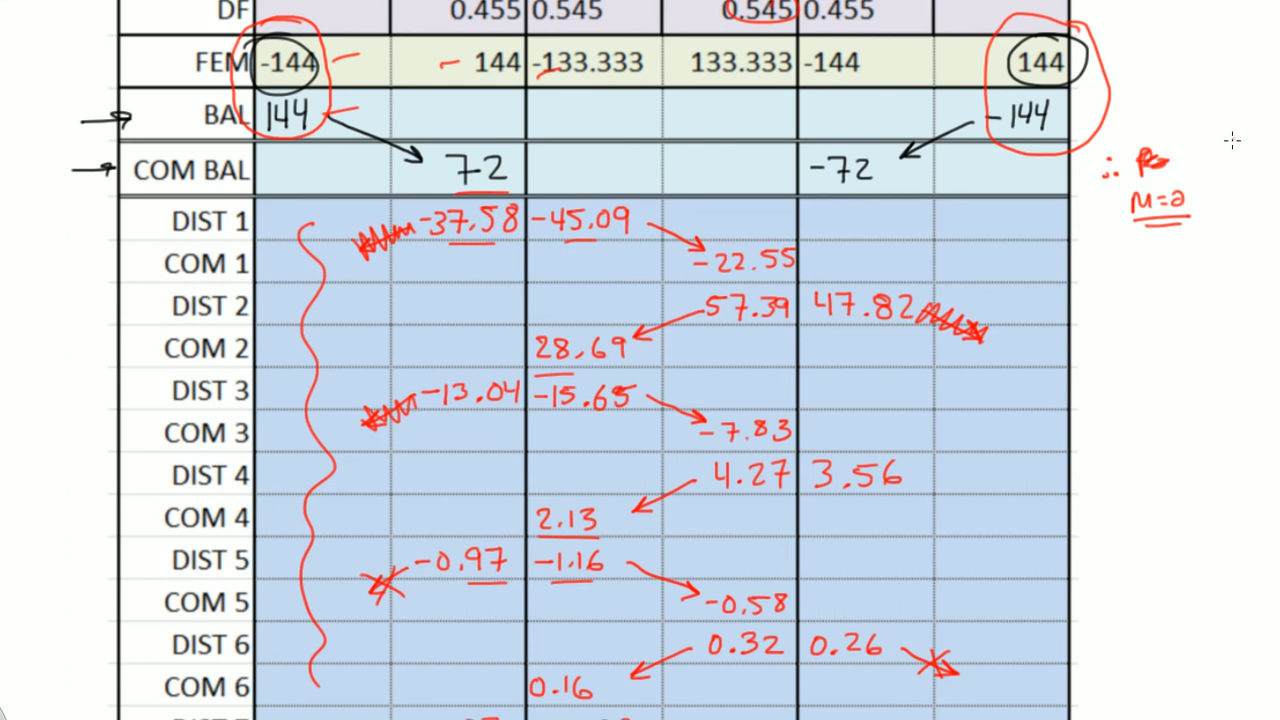 DF 0.455 0.545 0.545 0.455
FEM -144 144 -133.333 133.333 -144 144
BAL 144 -144
COM BAL 72 -72
∴
M=0
DIST 1 -37.58 -45.09
COM 1 -22.55
DIST 2 57.39 47.82
COM 2 28.69
DIST 3 -13.04 -15.65
COM 3 -7.83
DIST 4 4.27 3.56
COM 4 2.13
DIST 5 -0.97 -1.16
COM 5 -0.58
DIST 6 0.32 0.26
COM 6 0.16